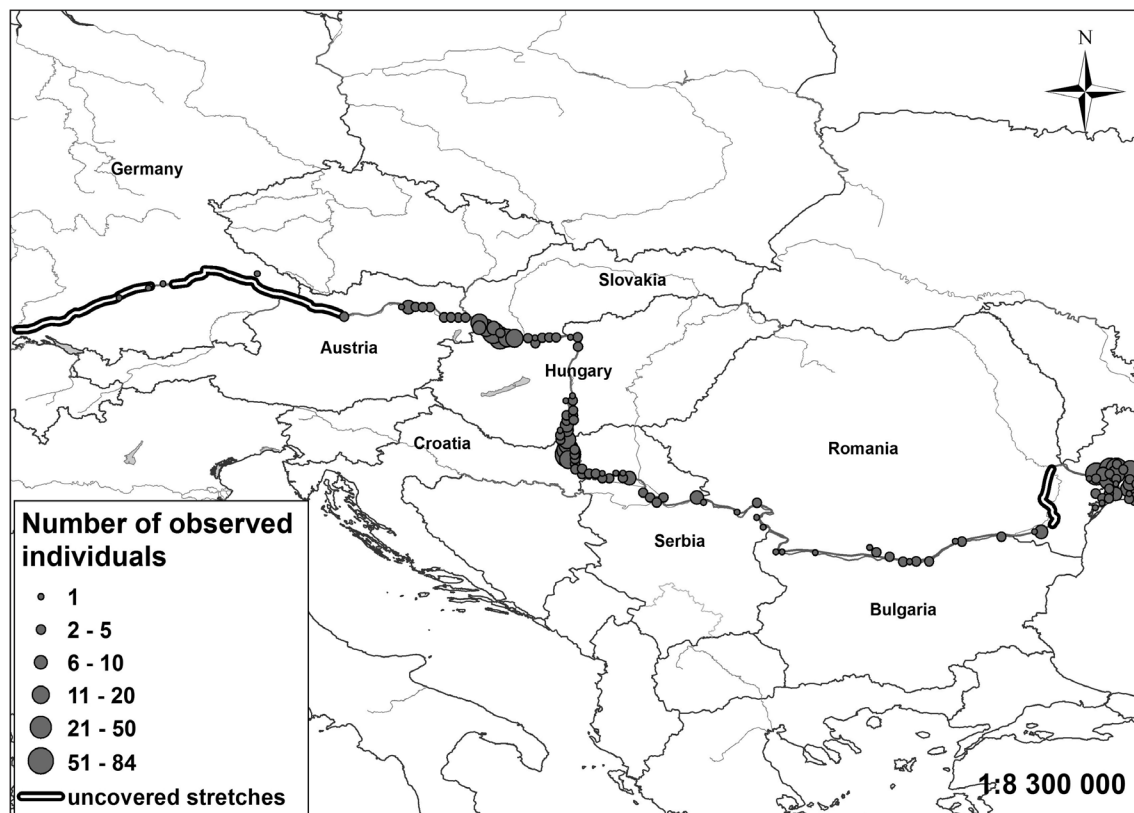 N
Germany
Slovakia
Austria
Hungary
Croatia
Romania
Serbia
Bulgaria
Number of observed
individuals
1
2 - 5
6 - 10
11 - 20
21 - 50
51 - 84
uncovered stretches
1:8 300 000